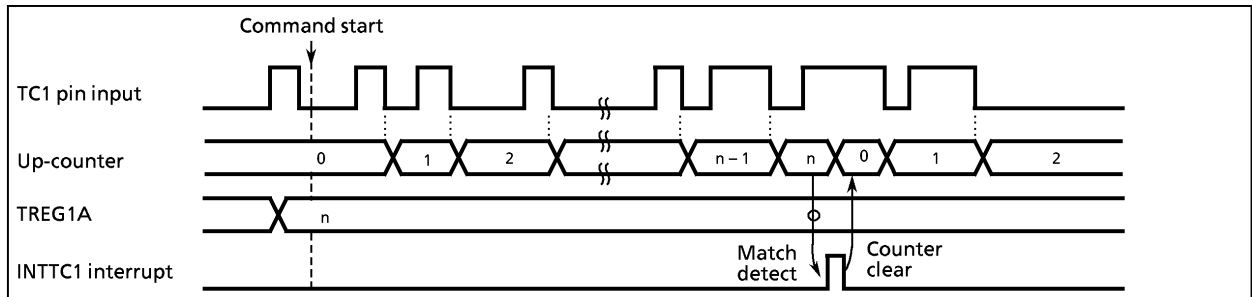 Command start
TC1 pin input
Up-counter
0
1
2
n – 1
n
0
1
2
TREG1A
n
Match
detect
Counter
clear
INTTC1 interrupt